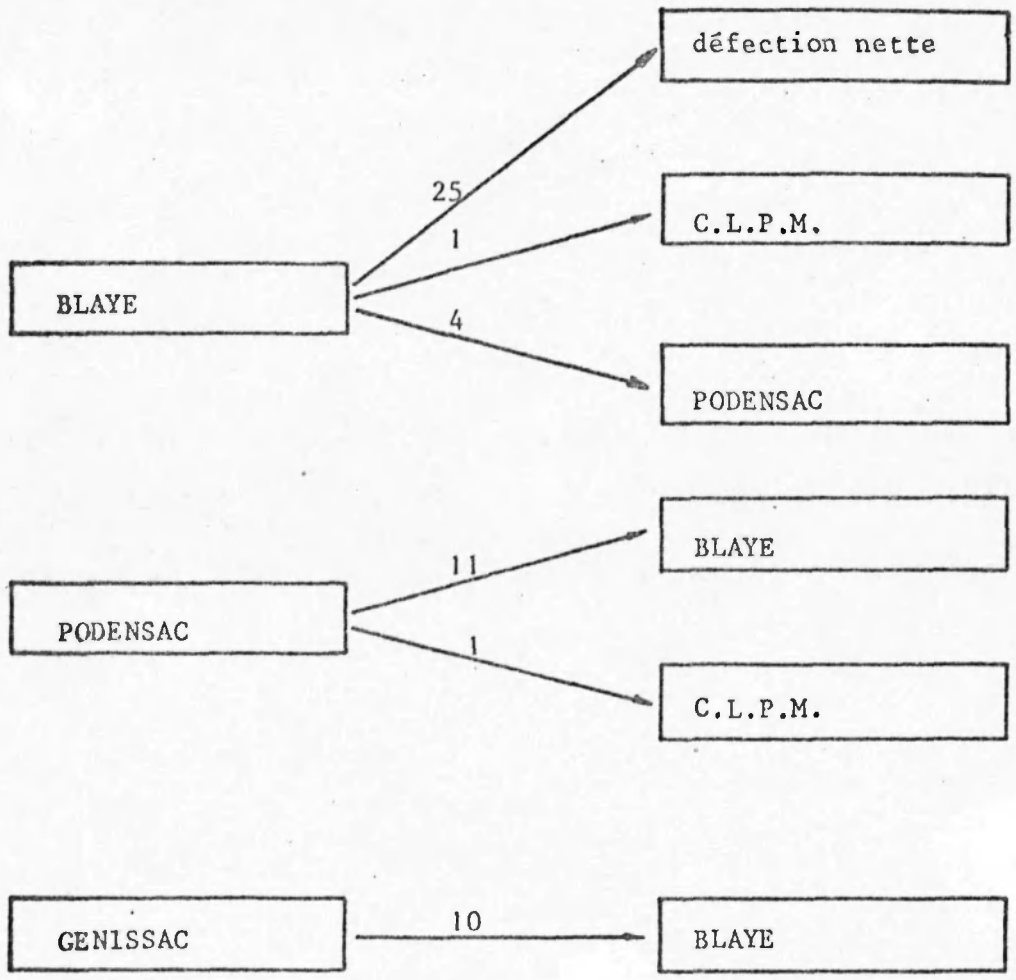 défection nette
25
C.L.P.M.
1
BLAYE
4
PODENSAC
BLAYE
11
PODENSAC
1
C.L.P.M.
10
GENISSAC
BLAYE